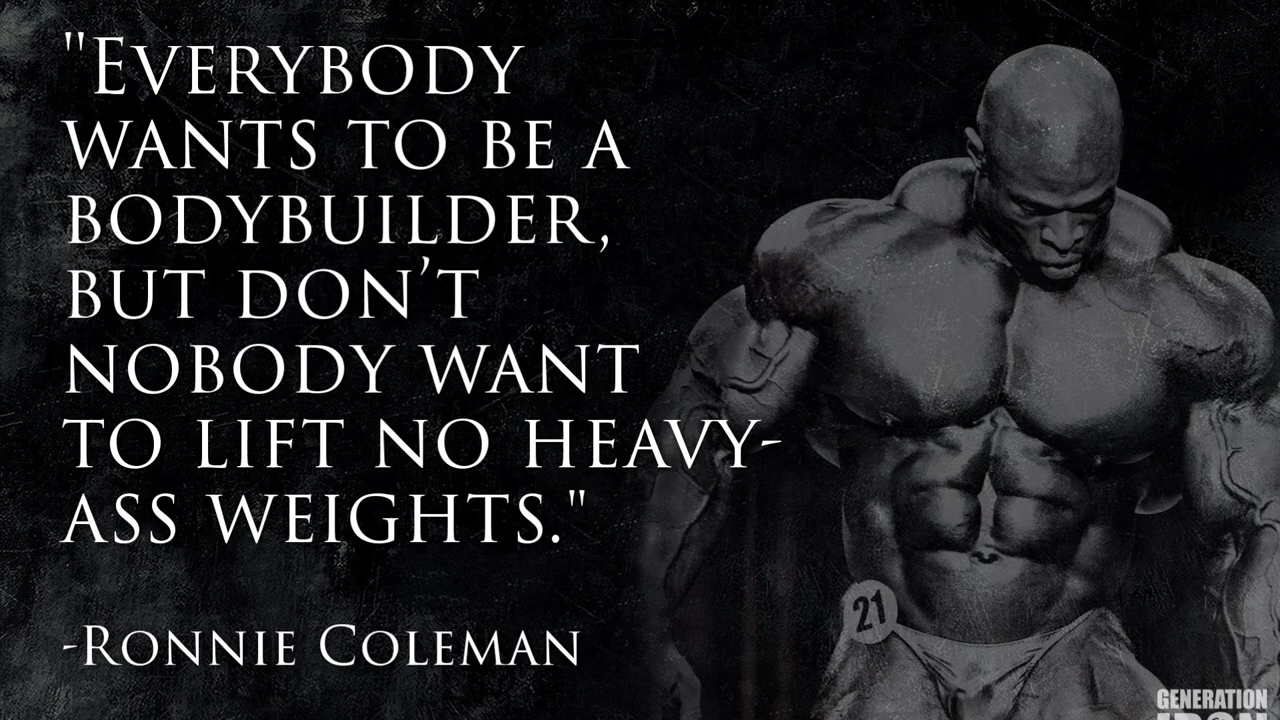 "Everybody
wants to be a
bodybuilder,
but don’t
nobody want
to lift no heavy-
ass weights."
-Ronnie Coleman
21
GENERATION
IRON